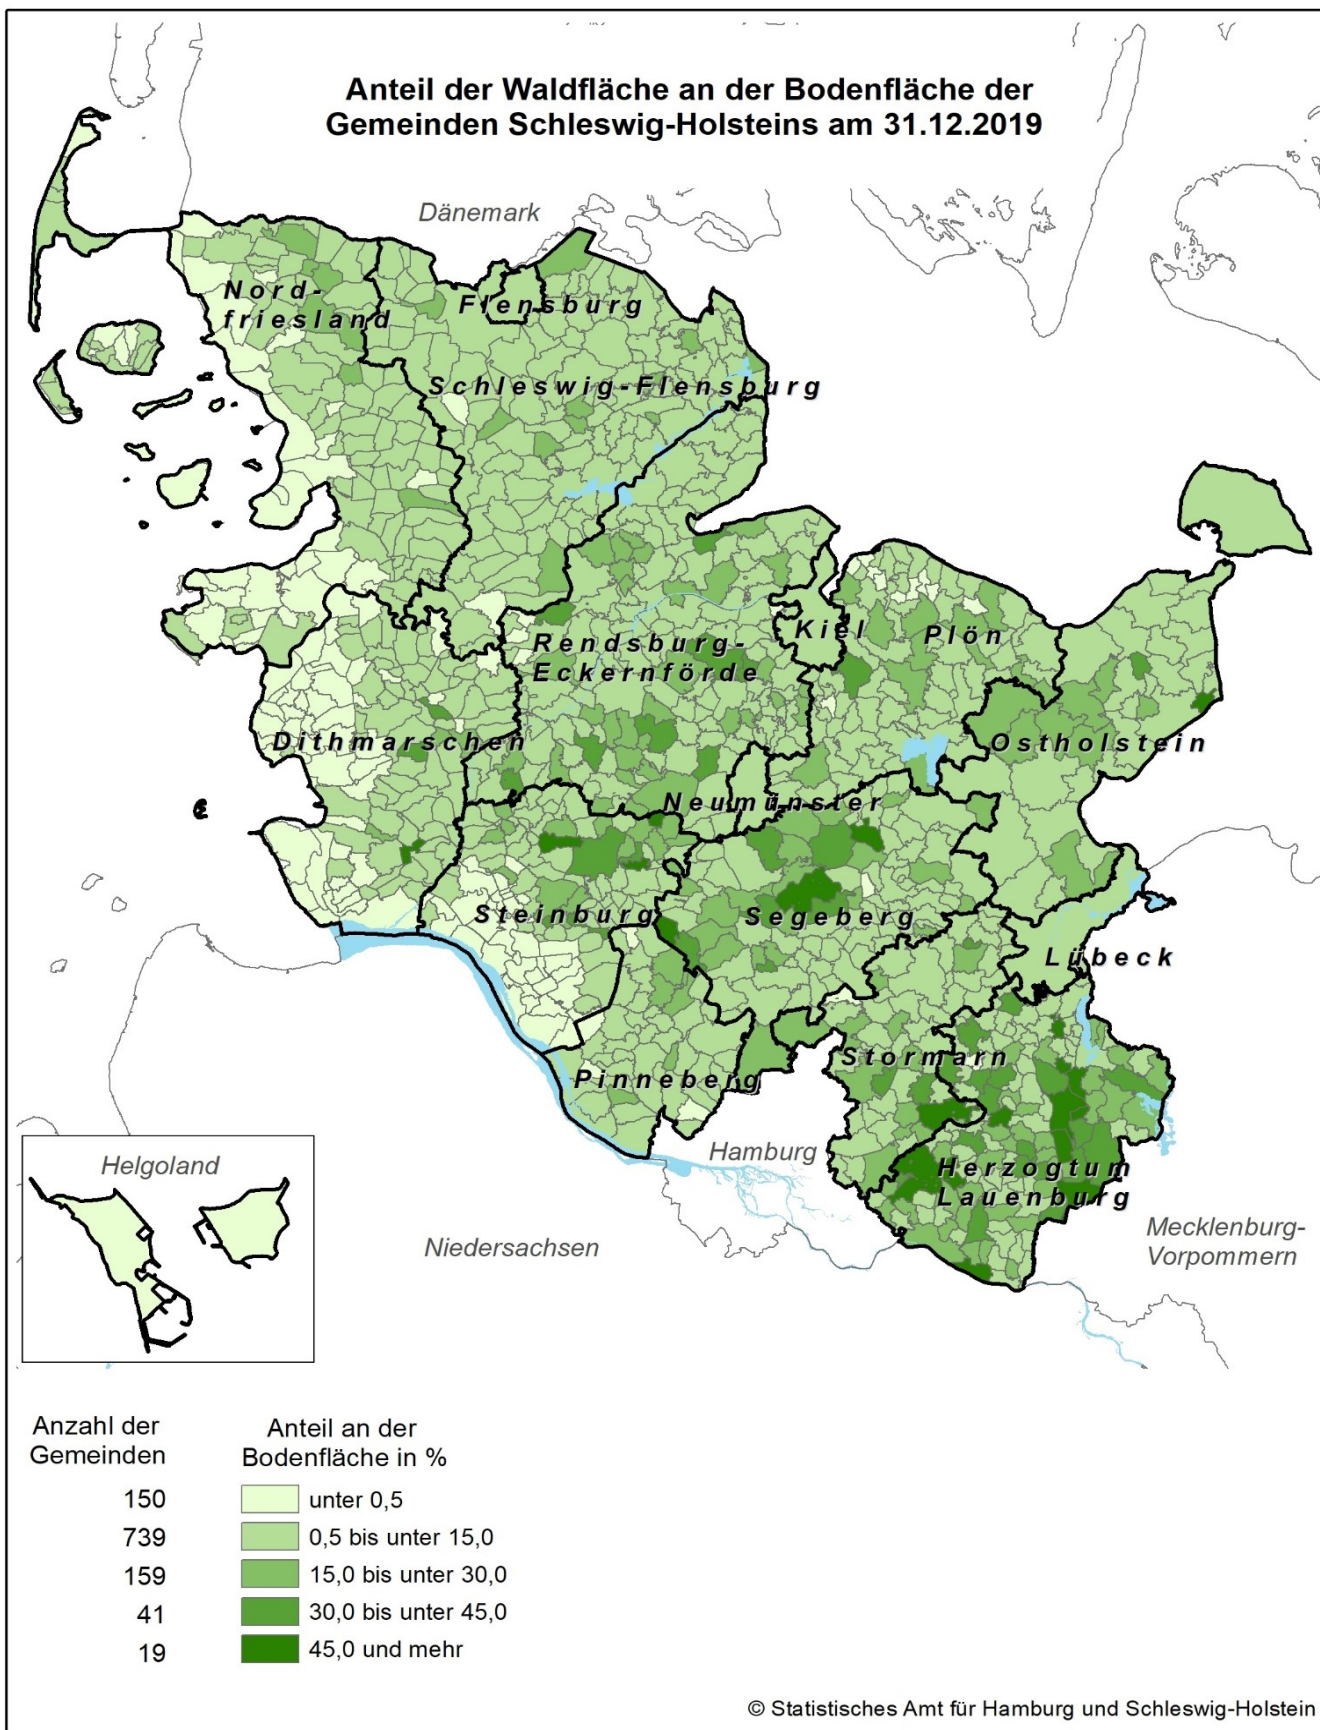 Anteil der Waldfläche an der Bodenfläche der
Gemeinden Schleswig-Holsteins am 31.12.2019
Dänemark
Nord-
friesland
Flensburg
Schleswig-Flensburg
Kiel
Plön
Rendsburg-
Eckernförde
Dithmarschen
Ostholstein
Neumünster
Steinburg
Segeberg
Lübeck
Stormarn
Pinneberg
Hamburg
Herzogtum
Lauenburg
Helgoland
Niedersachsen
Mecklenburg-
Vorpommern
Anzahl der
Gemeinden
Anteil an der
Bodenfläche in %
150 unter 0,5
739 0,5 bis unter 15,0
159 15,0 bis unter 30,0
41 30,0 bis unter 45,0
19 45,0 und mehr
© Statistisches Amt für Hamburg und Schleswig-Holstein